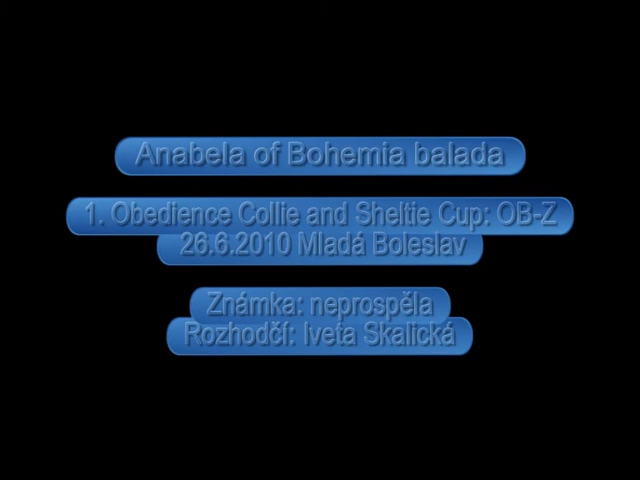 Anabela of Bohemia balada
1. Obedience Collie and Sheltie Cup: OB-Z
26.6.2010 Mladá Boleslav
Známka: neprospěla
Rozhodčí: Iveta Skalická